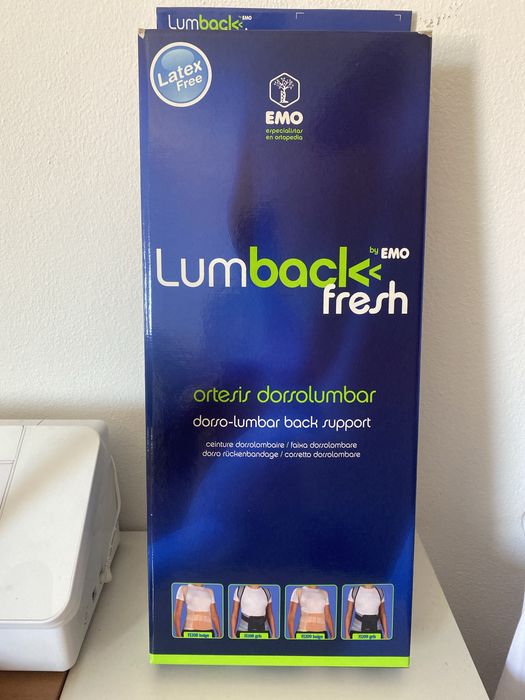 Lumback by EMO
Latex
Free
EMO
especialistas
en ortopedia
Lumback by EMO
fresh
ortesis dorsolumbar
dorso-lumbar back support
ceinture dorsolombaire / faixa dorsolombare
dorso rückenbandage / corsetto dorsolombare